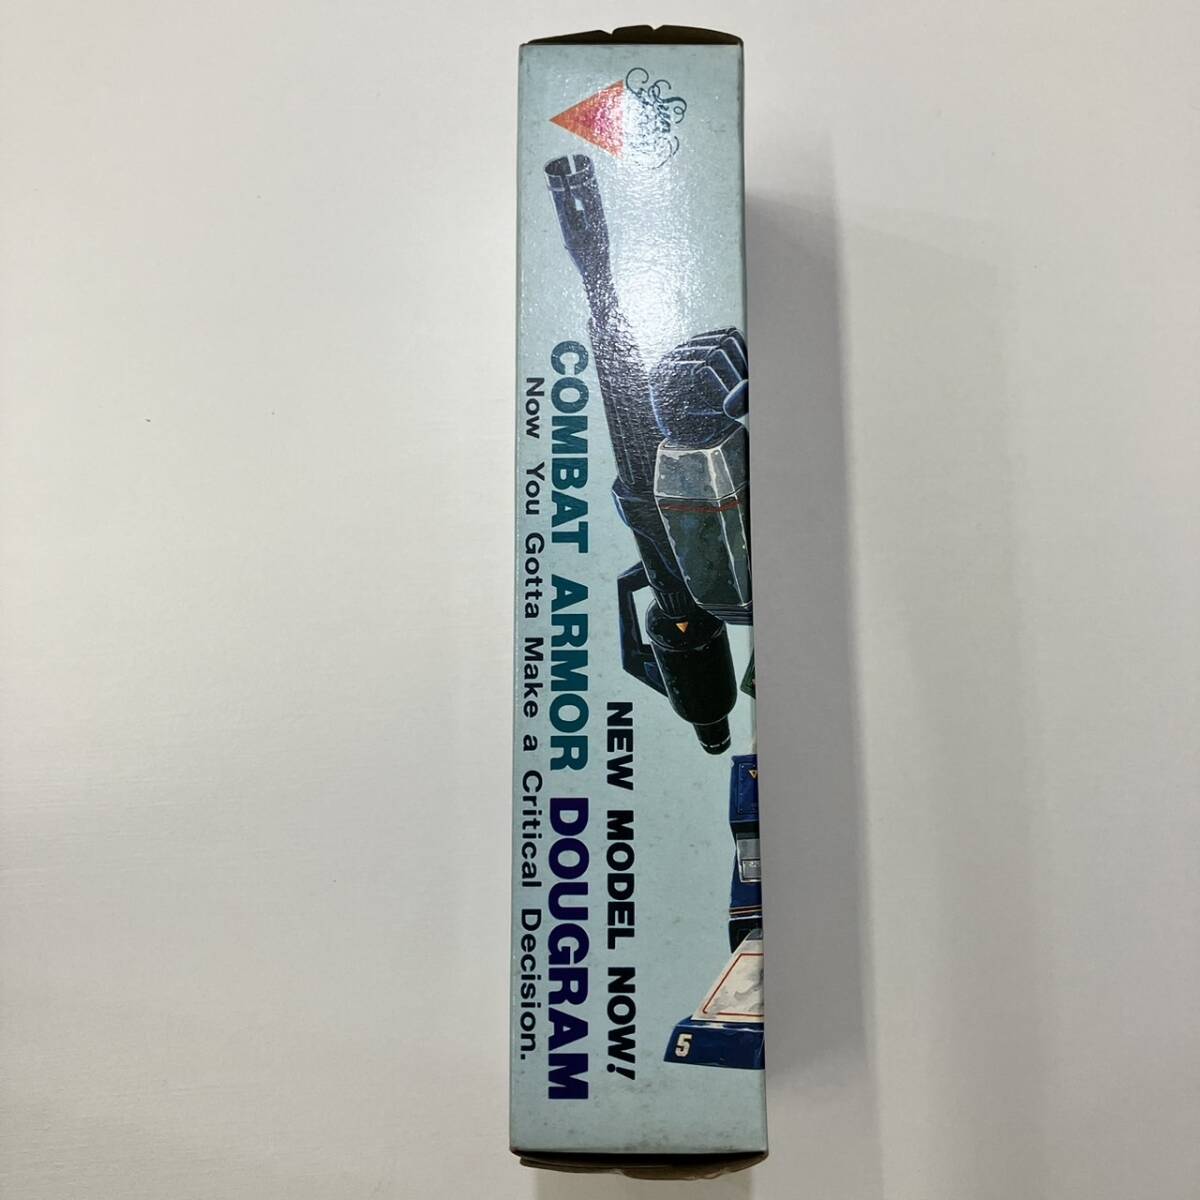 NEW MODEL NOW!
COMBAT ARMOR DOUGRAM
Now You Gotta Make a Critical Decision.
5